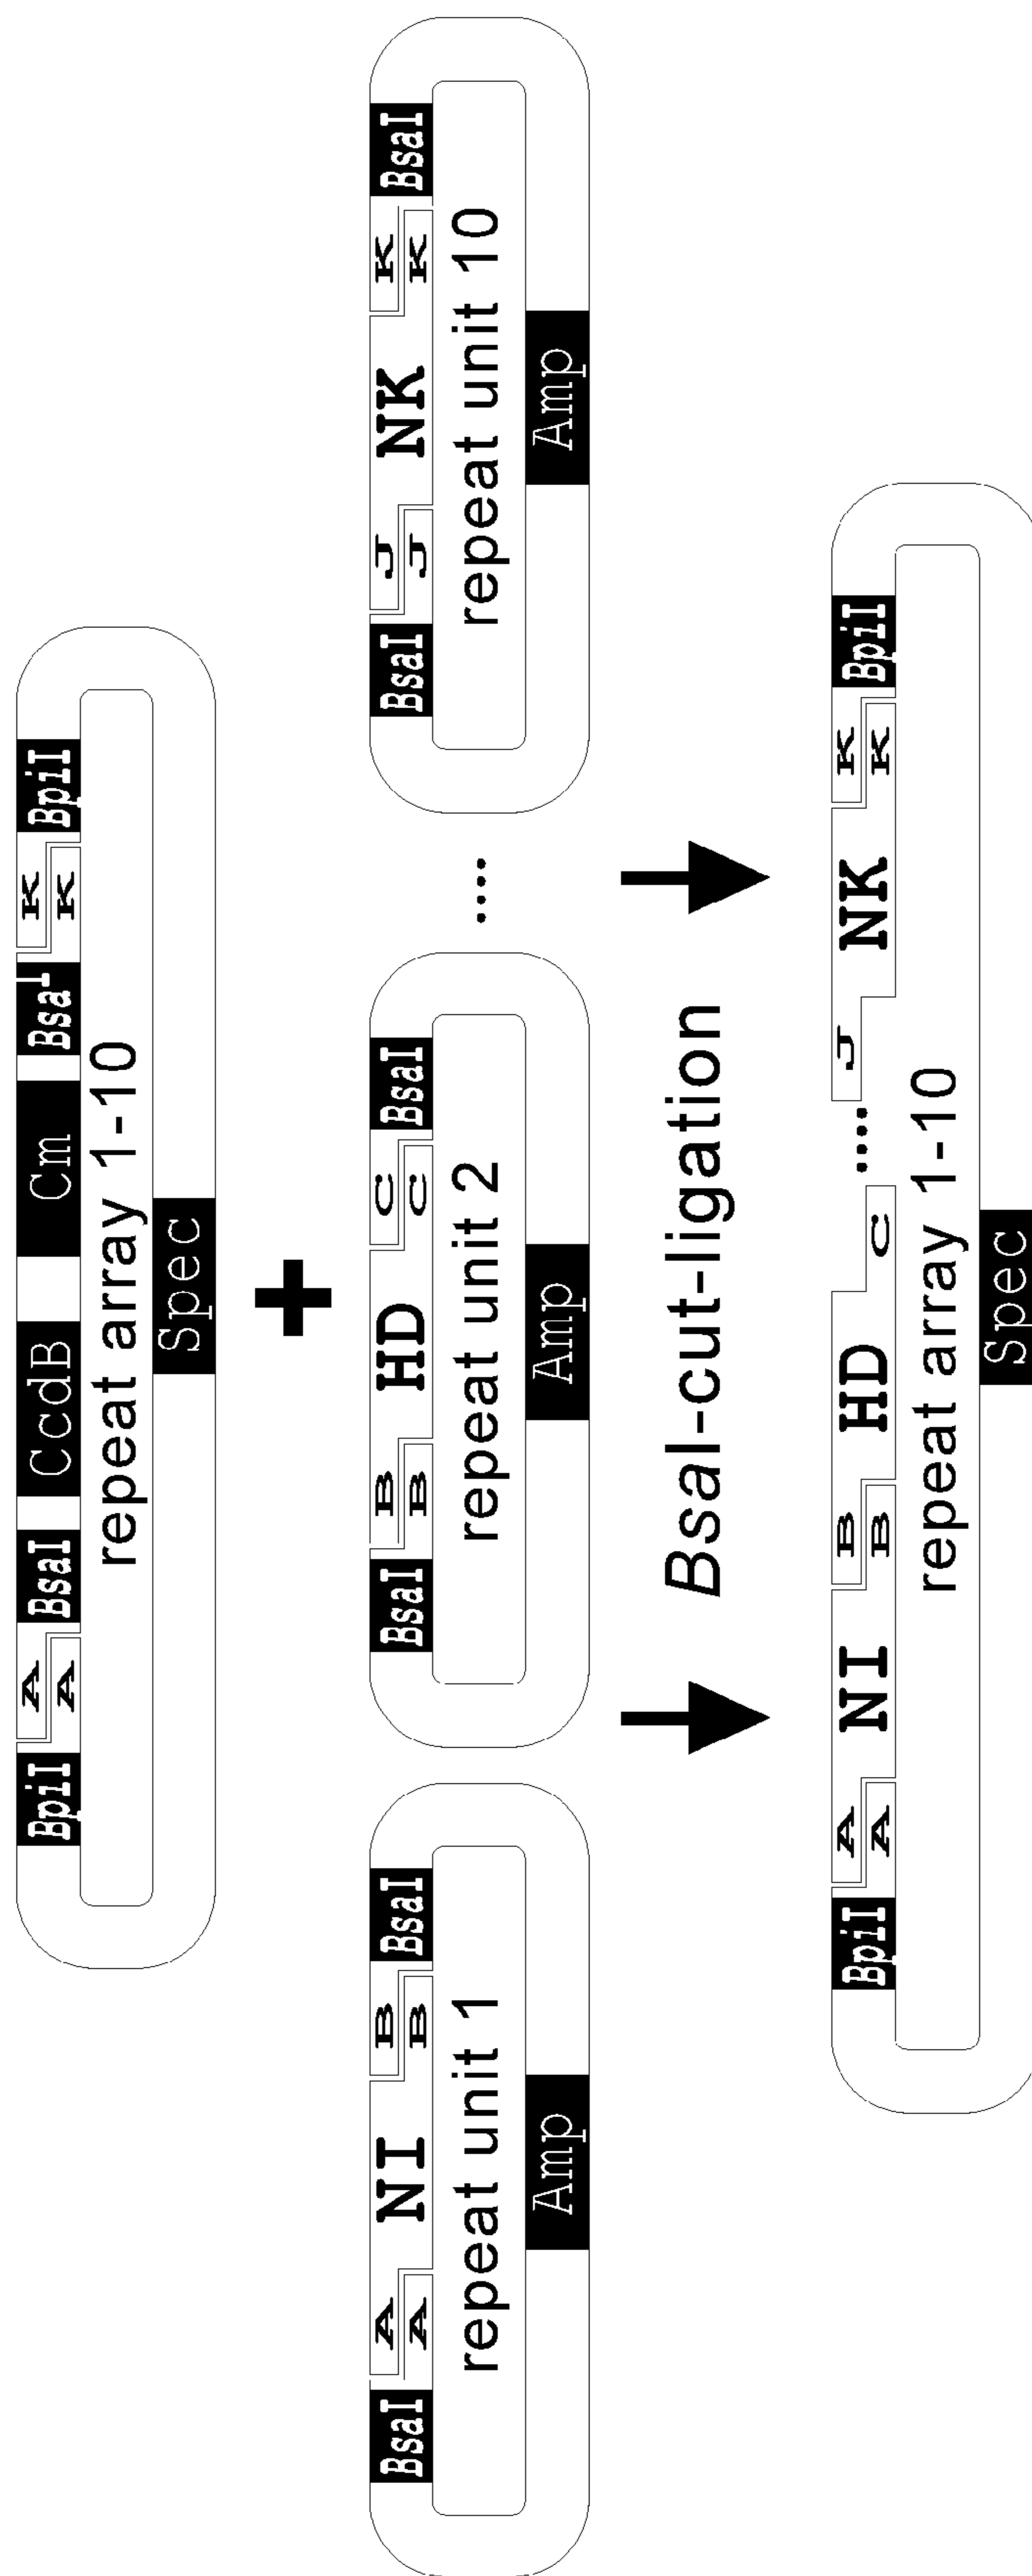 BpiI A BsaI CcdB Cm BsaI K BpiI
A K
repeat array 1-10
Spec
+
BsaI A NI B BsaI
A B
repeat unit 1
Amp
BsaI B HD C BsaI
B C
repeat unit 2
Amp
....
BsaI J NK K BsaI
J K
repeat unit 10
Amp
BsaI-cut-ligation
BpiI A NI B HD .... J NK K BpiI
A B C K
repeat array 1-10
Spec